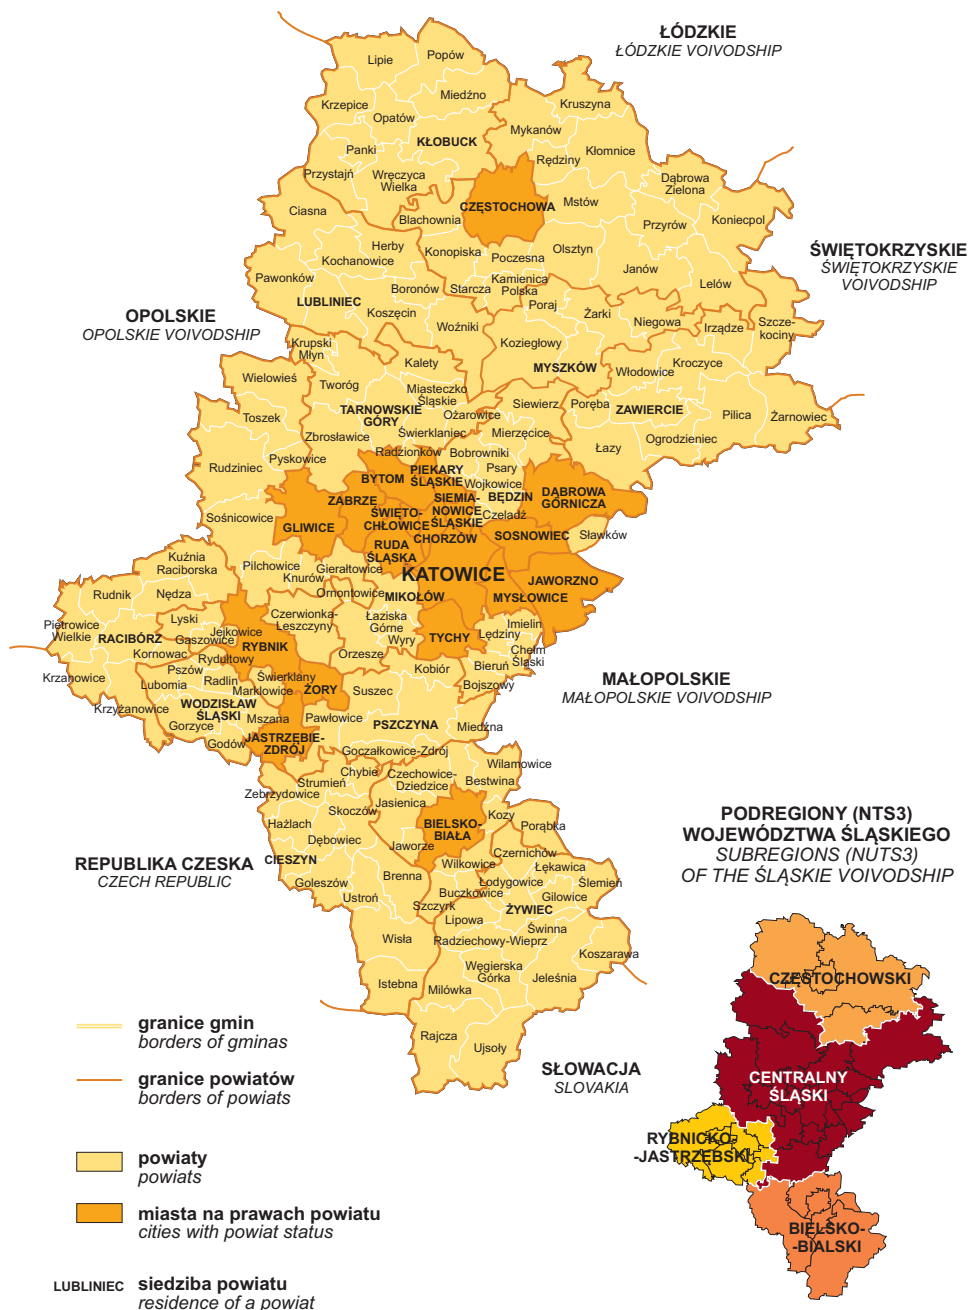 ŁÓDZKIE
ŁÓDZKIE VOIVODSHIP
Lipie
Popów
Miedźno
Krzepice
Opatów
Kruszyna
Mykanów
KŁOBUCK
Panki
Rędziny
Kłomnice
Przystajń
Wręczyca
Wielka
Dąbrowa
Zielona
CZĘSTOCHOWA
Mstów
Ciasna
Blachownia
Przyrów
Koniecpol
Herby
Konopiska
Olsztyn
Kochanowice
Poczesna
Janów
ŚWIĘTOKRZYSKIE
ŚWIĘTOKRZYSKIE
VOIVODSHIP
Pawonków
Boronów
Starcza
Kamienica
Polska
Lelów
LUBLINIEC
Poraj
Koszęcin
Żarki
OPOLSKIE
OPOLSKIE VOIVODSHIP
Woźniki
Niegowa
Irządze
Szcze-
kociny
Krupski
Młyn
Koziegłowy
Kroczyce
Kalety
MYSZKÓW
Włodowice
Wielowieś
Tworóg
Miasteczko
Śląskie
Siewierz
Poręba
ZAWIERCIE
Pilica
Żarnowiec
TARNOWSKIE
GÓRY
Ożarowice
Toszek
Zbrosławice
Świerklaniec
Mierzęcice
Ogrodzieniec
Radzionków
Bobrowniki
Łazy
Pyskowice
Rudziniec
BYTOM
PIEKARY
ŚLĄSKIE
Psary
Wojkowice
BĘDZIN
DĄBROWA
GÓRNICZA
ZABRZE
SIEMIA-
NOWICE
ŚLĄSKIE
Czeladź
Sośnicowice
GLIWICE
ŚWIĘTO-
CHŁOWICE
CHORZÓW
SOSNOWIEC
Sławków
RUDA
ŚLĄSKA
Kuźnia
Raciborska
Pilchowice
Gierałtowice
KATOWICE
Knurów
JAWORZNO
Rudnik
Nędza
Ornontowice
MIKOŁÓW
MYSŁOWICE
Pietrowice
Wielkie
Lyski
Czerwionka-
Leszczyny
Łaziska
Górne
Imielin
RACIBÓRZ
Jejkowice
Gaszowice
RYBNIK
Wyry
TYCHY
Lędziny
Chełm
Śląski
Kornowac
Rydułtowy
Orzesze
Kobiór
Bieruń
Krzanowice
Pszów
Radlin
Świerklany
Bojszowy
MAŁOPOLSKIE
MAŁOPOLSKIE VOIVODSHIP
Lubomia
Marklowice
ŻORY
Suszec
Krzyżanowice
WODZISŁAW
ŚLĄSKI
Mszana
Pawłowice
PSZCZYNA
Miedźna
Gorzyce
Godów
JASTRZĘBIE-
ZDRÓJ
Goczałkowice-Zdrój
Wilamowice
Chybie
Czechowice-
Dziedzice
Bestwina
Strumień
Zebrzydowice
Jasienica
Skoczów
Kozy
Hażlach
BIELSKO-
BIAŁA
Porąbka
Dębowiec
Jaworze
Czernichów
REPUBLIKA CZESKA
CZECH REPUBLIC
CIESZYN
Wilkowice
Łękawica
Brenna
Łodygowice
Ślemień
Goleszów
Buczkowice
Gilowice
Ustroń
Szczyrk
ŻYWIEC
Lipowa
Świnna
Wisła
Radziechowy-Wieprz
Koszarawa
Węgierska
Górka
Jeleśnia
Istebna
Milówka
Rajcza
Ujsoły
SŁOWACJA
SLOVAKIA
PODREGIONY (NTS3)
WOJEWÓDZTWA ŚLĄSKIEGO
SUBREGIONS (NUTS3)
OF THE ŚLĄSKIE VOIVODSHIP
CZĘSTOCHOWSKI
CENTRALNY
ŚLĄSKI
RYBNICKO-
-JASTRZĘBSKI
BIELSKO-
-BIALSKI
granice gmin
borders of gminas
granice powiatów
borders of powiats
powiaty
powiats
miasta na prawach powiatu
cities with powiat status
LUBLINIEC siedziba powiatu
residence of a powiat